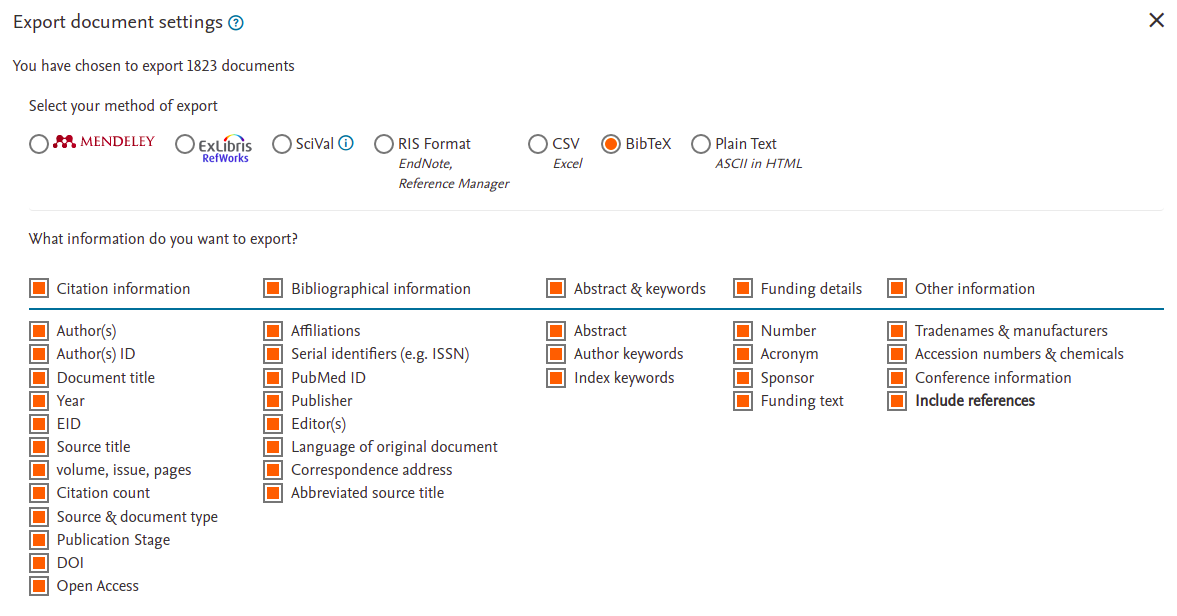 Export document settings ?
You have chosen to export 1823 documents
Select your method of export
MENDELEY
ExLibris
RefWorks
SciVal i
RIS Format
EndNote,
Reference Manager
CSV
Excel
BibTeX
Plain Text
ASCII in HTML
What information do you want to export?
Citation information
Author(s)
Author(s) ID
Document title
Year
EID
Source title
volume, issue, pages
Citation count
Source & document type
Publication Stage
DOI
Open Access
Bibliographical information
Affiliations
Serial identifiers (e.g. ISSN)
PubMed ID
Publisher
Editor(s)
Language of original document
Correspondence address
Abbreviated source title
Abstract & keywords
Abstract
Author keywords
Index keywords
Funding details
Number
Acronym
Sponsor
Funding text
Other information
Tradenames & manufacturers
Accession numbers & chemicals
Conference information
Include references